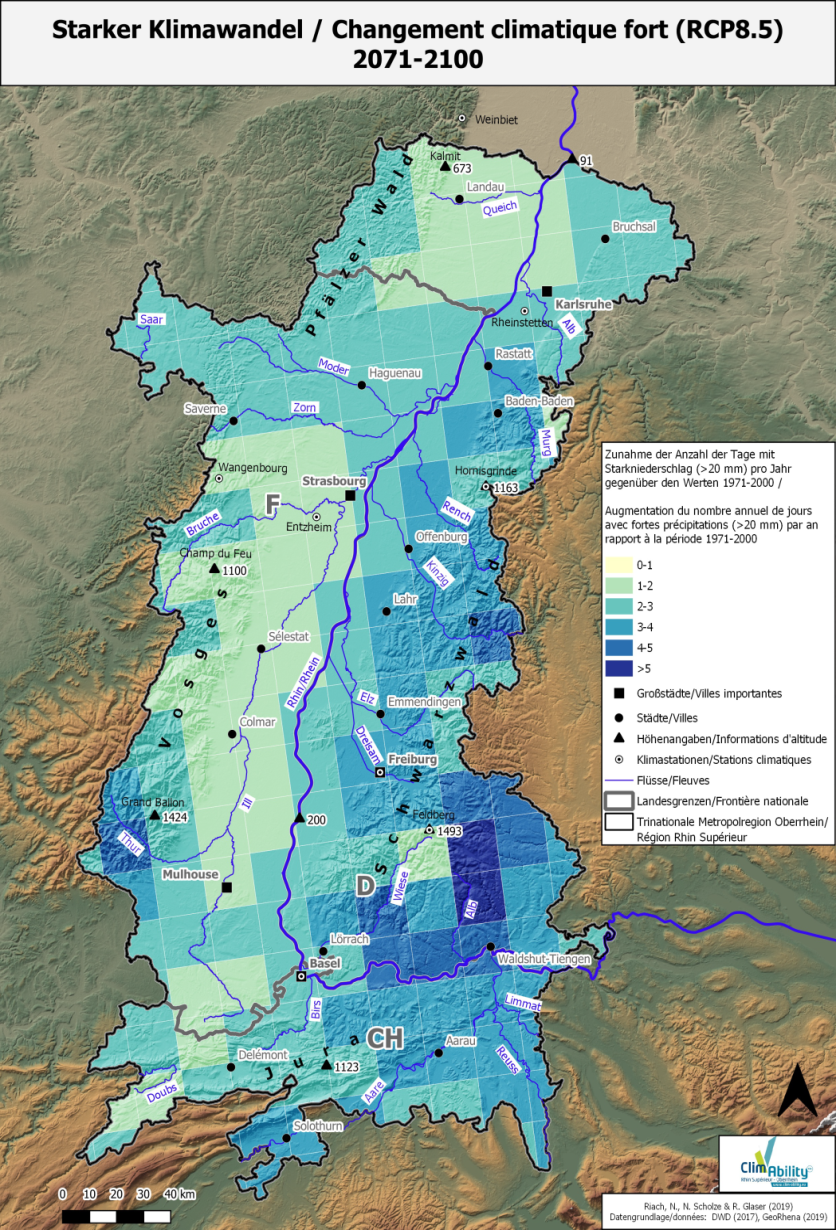 Starker Klimawandel / Changement climatique fort (RCP8.5)
2071-2100
Weinbiet
Kalmit
673
91
Landau
Queich
Bruchsal
Pfälzer Wald
Karlsruhe
Saar
Rheinstetten
Alb
Rastatt
Moder
Haguenau
Baden-Baden
Saverne
Zorn
Murg
Wangenbourg
Hornisgrinde
1163
Strasbourg
F
Rench
Bruche
Entzheim
Offenburg
Champ du Feu
1100
Kinzig
Lahr
Sélestat
Vosges
Schwarzwald
Rhin/Rhein
Elz
Emmendingen
Colmar
Dreisam
Freiburg
Ill
Grand Ballon
1424
200
Feldberg
1493
Thur
Mulhouse
D
Wiese
Alb
Lörrach
Basel
Waldshut-Tiengen
Birs
Limmat
CH
Jura
Aarau
Delémont
1123
Reuss
Doubs
Aare
Solothurn
Zunahme der Anzahl der Tage mit
Starkniederschlag (>20 mm) pro Jahr
gegenüber den Werten 1971-2000 /
Augmentation du nombre annuel de jours
avec fortes précipitations (>20 mm) par an
rapport à la période 1971-2000
0-1
1-2
2-3
3-4
4-5
>5
Großstädte/Villes importantes
Städte/Villes
Höhenangaben/Informations d'altitude
Klimastationen/Stations climatiques
Flüsse/Fleuves
Landesgrenzen/Frontière nationale
Trinationale Metropolregion Oberrhein/
Région Rhin Supérieur
0 10 20 30 40 km
ClimAbility
Rhin Supérieur - Oberrhein
Riach, N., N. Scholze & R. Glaser (2019)
Datengrundlage/données: DWD (2017), GeoRhena (2019)